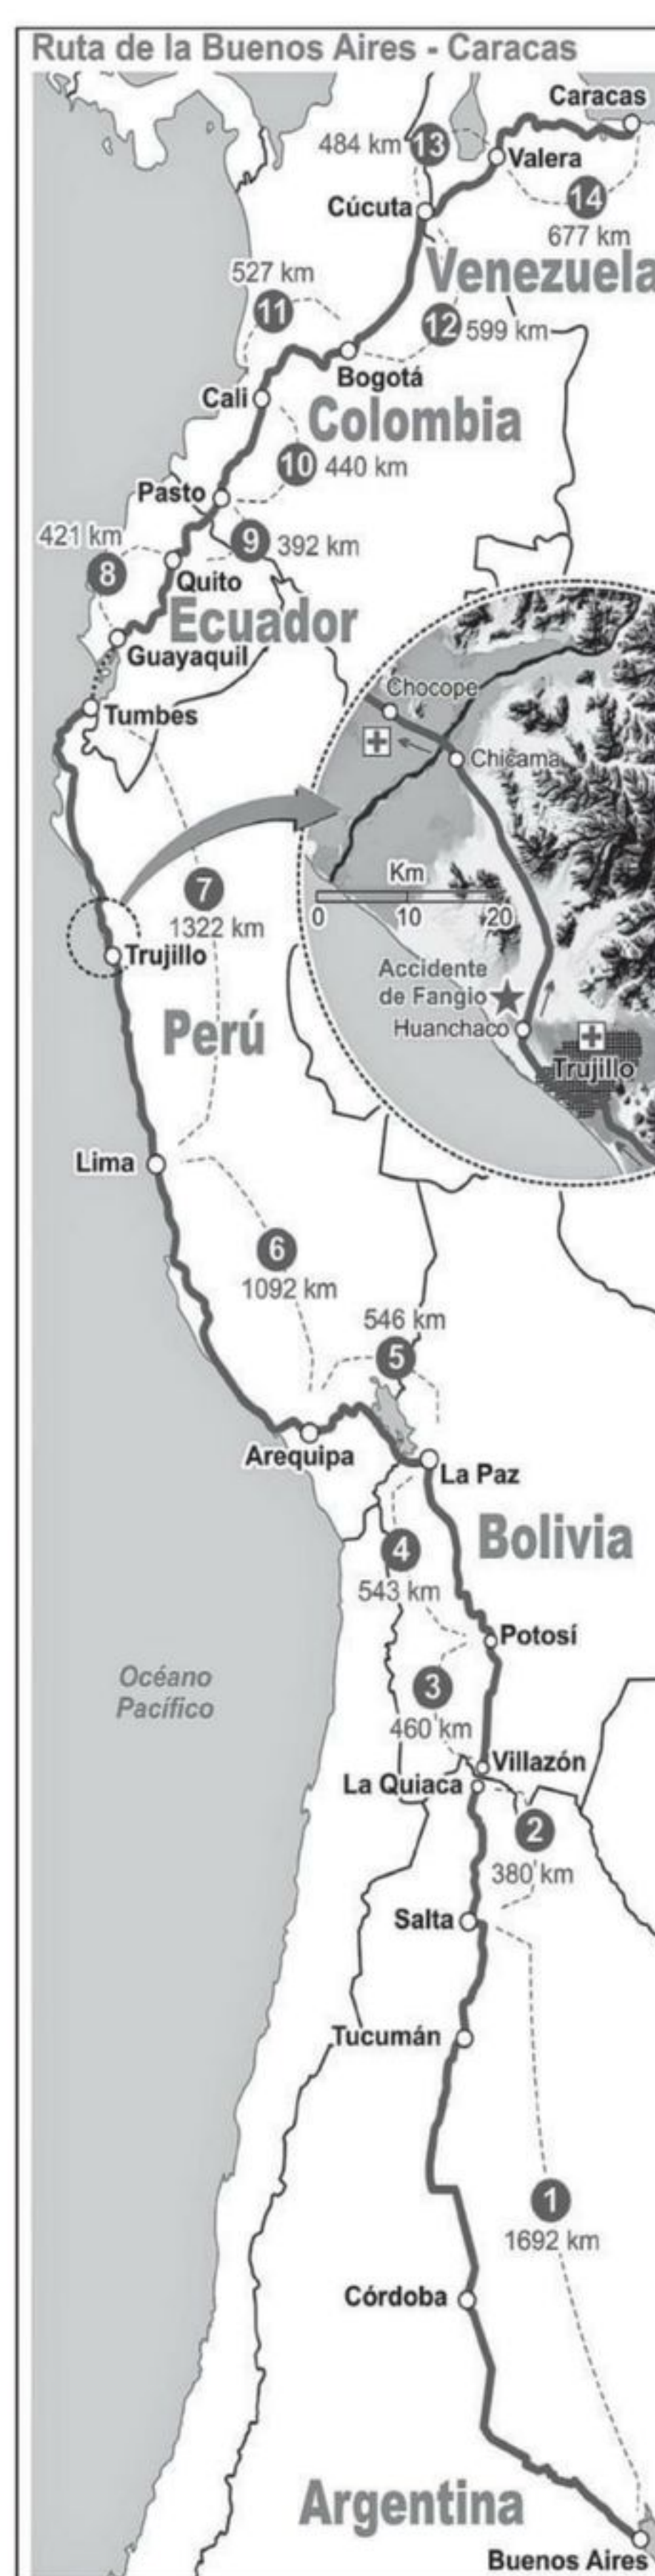 Ruta de la Buenos Aires - Caracas
Caracas
484 km
13
Valera
Cúcuta
14
677 km
Venezuela
527 km
11
12
599 km
Bogotá
Cali
Colombia
10
440 km
Pasto
421 km
9
392 km
8
Quito
Ecuador
Guayaquil
Tumbes
Chocope
Chicama
Km
0
10
20
7
1322 km
Trujillo
Accidente
de Fangio
Huanchaco
Trujillo
Perú
Lima
6
1092 km
546 km
5
Arequipa
La Paz
Bolivia
4
543 km
Potosí
Océano
Pacífico
3
460 km
Villazón
La Quiaca
2
380 km
Salta
Tucumán
1
1692 km
Córdoba
Argentina
Buenos Aires